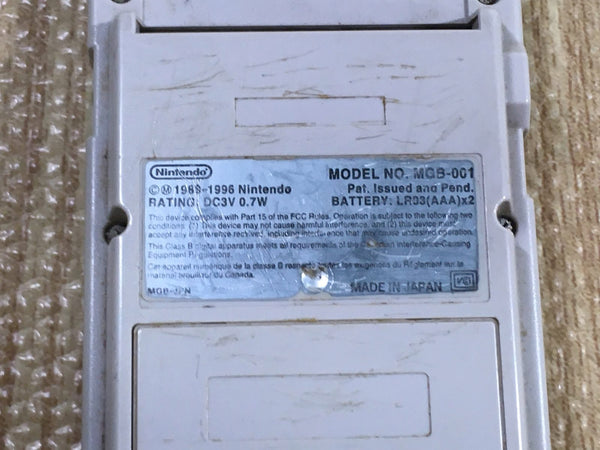 Nintendo
MODEL NO. MGB-001
©Ⓜ 1989-1996 Nintendo
Pat. Issued and Pend.
RATING: DC3V 0.7W
BATTERY: LR03(AAA)x2
This device complies with Part 15 of the FCC Rules. Operation is subject to the following two
conditions (1) This device may not cause harmful interference, and (2) this device must
accept any interference received, including interference that may cause undesired operation.
This Class B digital apparatus meets all requirements of the Canadian Interference-Causing
Equipment Regulations.
Cet appareil numérique de la classe B respecte toutes les exigences du Règlement sur le
matériel brouilleur du Canada.
MGB-JPN
MADE IN JAPAN